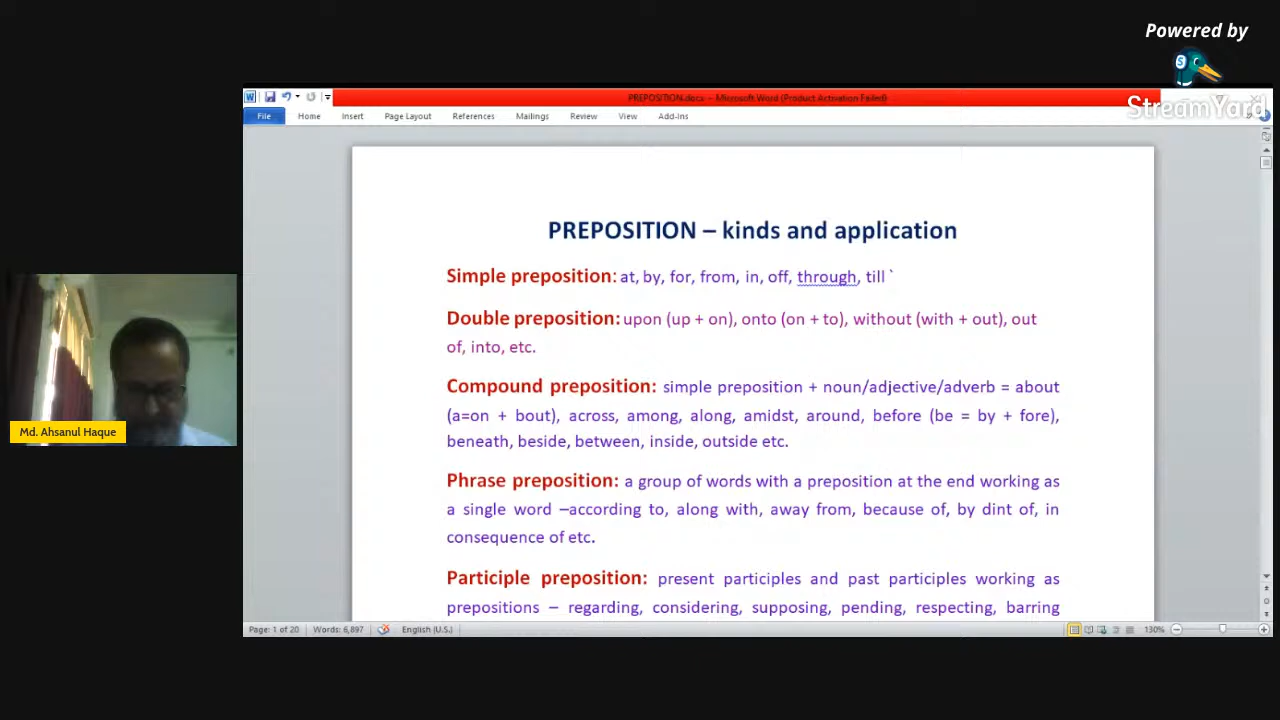 Powered by
StreamYard
PREPOSITION.docx - Microsoft Word (Product Activation Failed)
File Home Insert Page Layout References Mailings Review View Add-Ins
PREPOSITION – kinds and application
Simple preposition: at, by, for, from, in, off, through, till `
Double preposition: upon (up + on), onto (on + to), without (with + out), out
of, into, etc.
Compound preposition: simple preposition + noun/adjective/adverb = about
(a=on + bout), across, among, along, amidst, around, before (be = by + fore),
beneath, beside, between, inside, outside etc.
Phrase preposition: a group of words with a preposition at the end working as
a single word –according to, along with, away from, because of, by dint of, in
consequence of etc.
Participle preposition: present participles and past participles working as
prepositions – regarding, considering, supposing, pending, respecting, barring
Md. Ahsanul Haque
Page: 1 of 20 Words: 6,897 English (U.S.) 130%